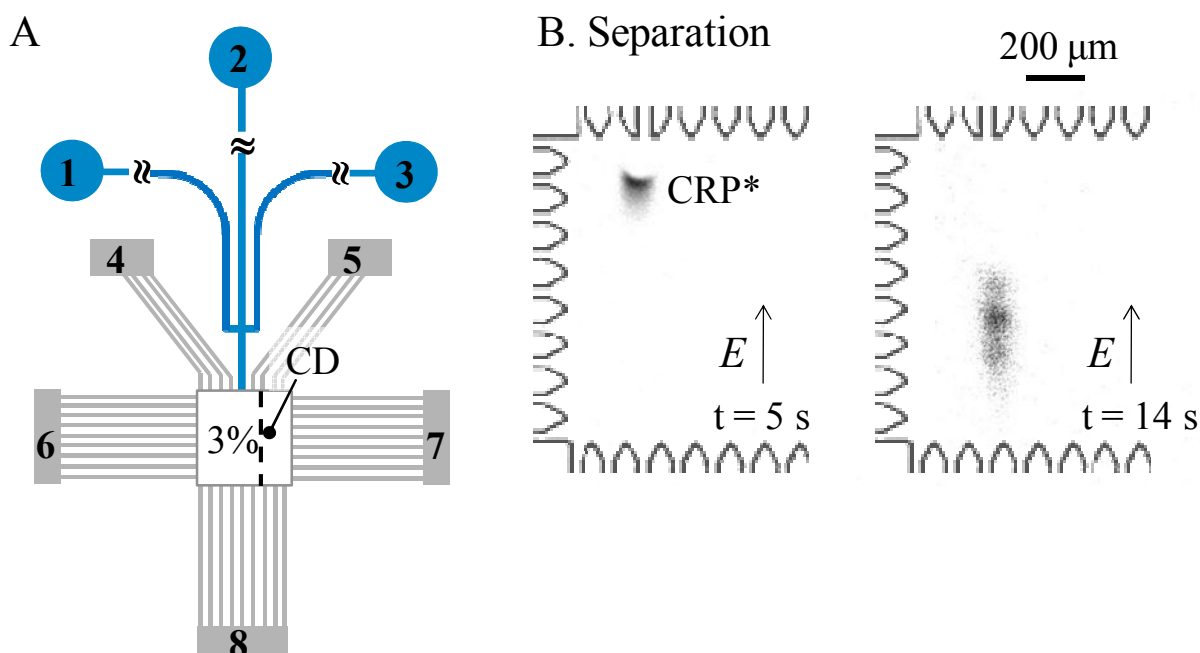 A
B. Separation
200 μm
1
2
3
4
5
CD
3%
6
7
8
CRP*
E
t = 5 s
E
t = 14 s